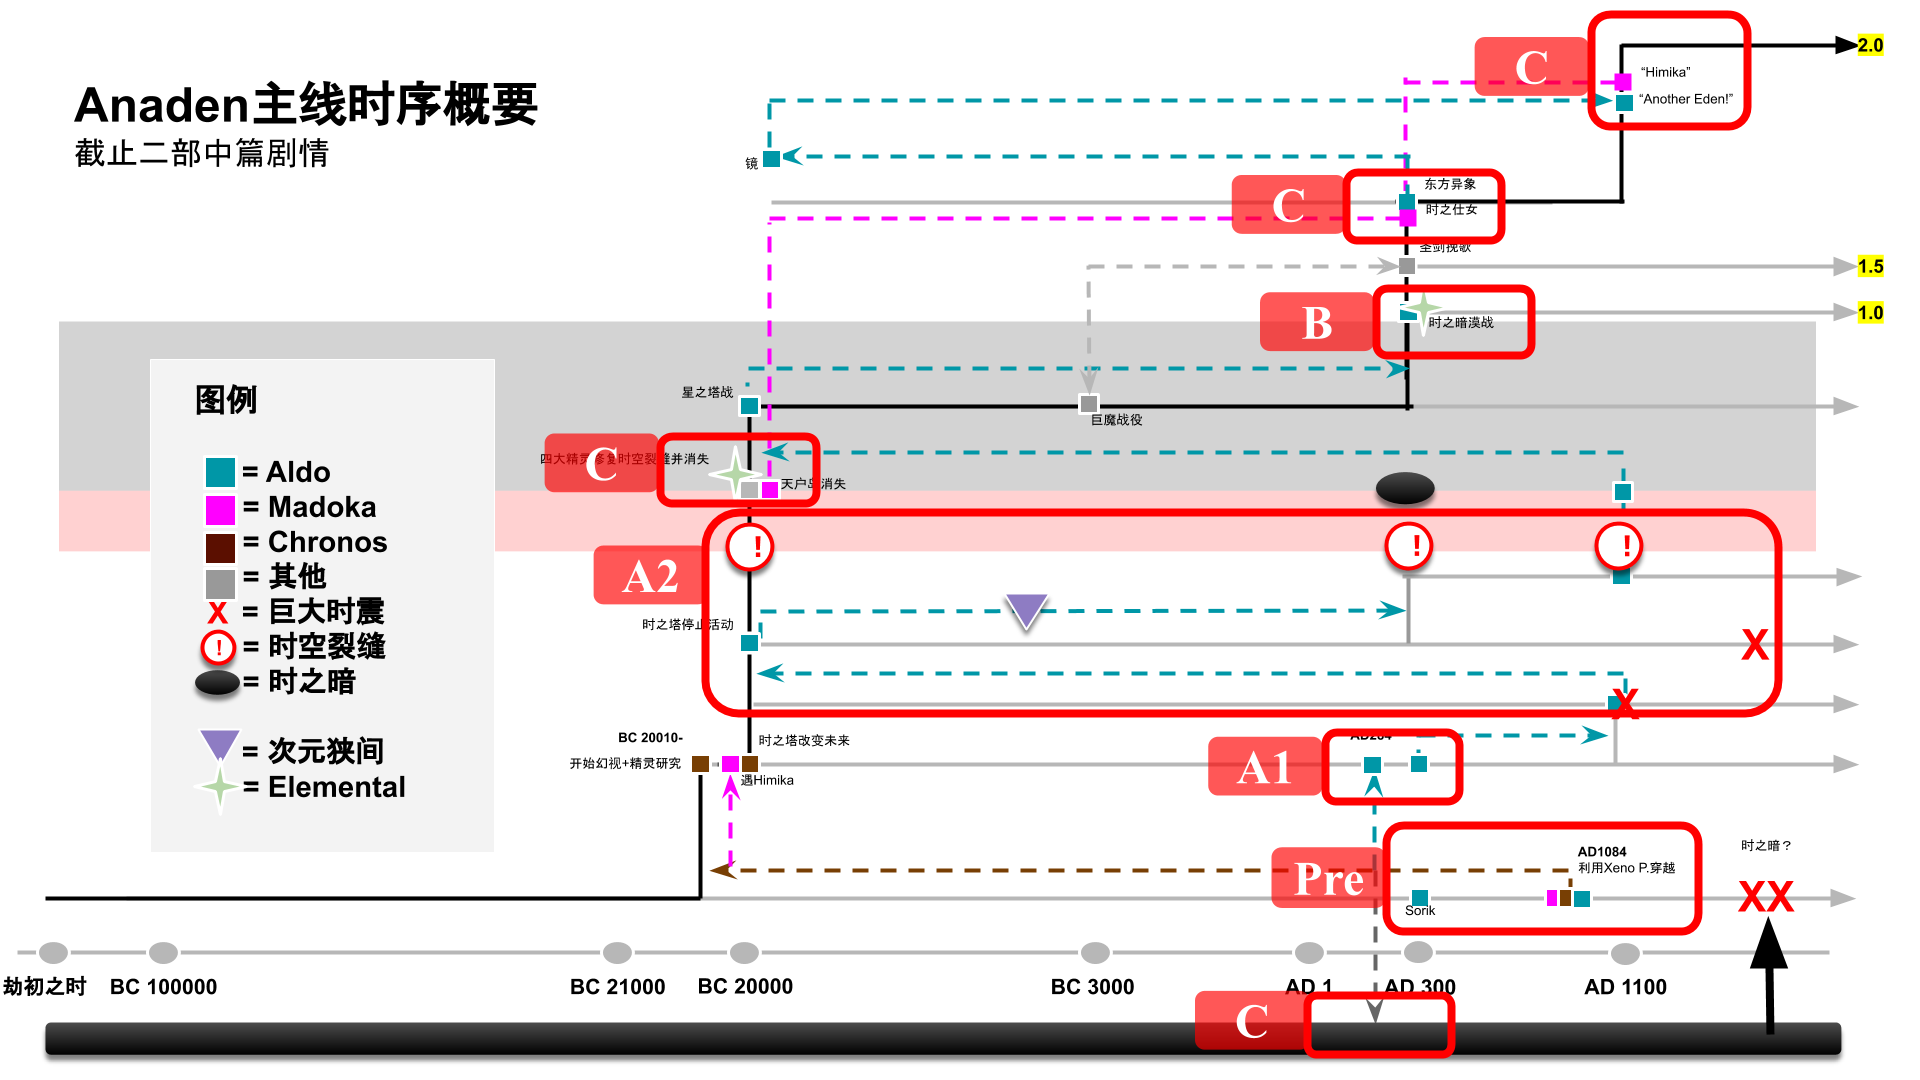 Anaden主线时序概要
截止二部中篇剧情
C
“Himika”
“Another Eden!”
2.0
镜
C
东方异象
时之仕女
圣剑挽歌
1.5
B
时之暗漠战
1.0
图例
= Aldo
= Madoka
= Chronos
= 其他
X = 巨大时震
! = 时空裂缝
= 时之暗
= 次元狭间
= Elemental
星之塔战
巨魔战役
C
四大精灵修复时空裂缝并消失
天户岛消失
A2
!
!
!
时之塔停止活动
X
X
BC 20010-
时之塔改变未来
开始幻视+精灵研究
遇Himika
A1
Pre
AD1084
利用Xeno P.穿越
Sorik
时之暗？
XX
劫初之时
BC 100000
BC 21000
BC 20000
BC 3000
AD 1
AD 300
AD 1100
C